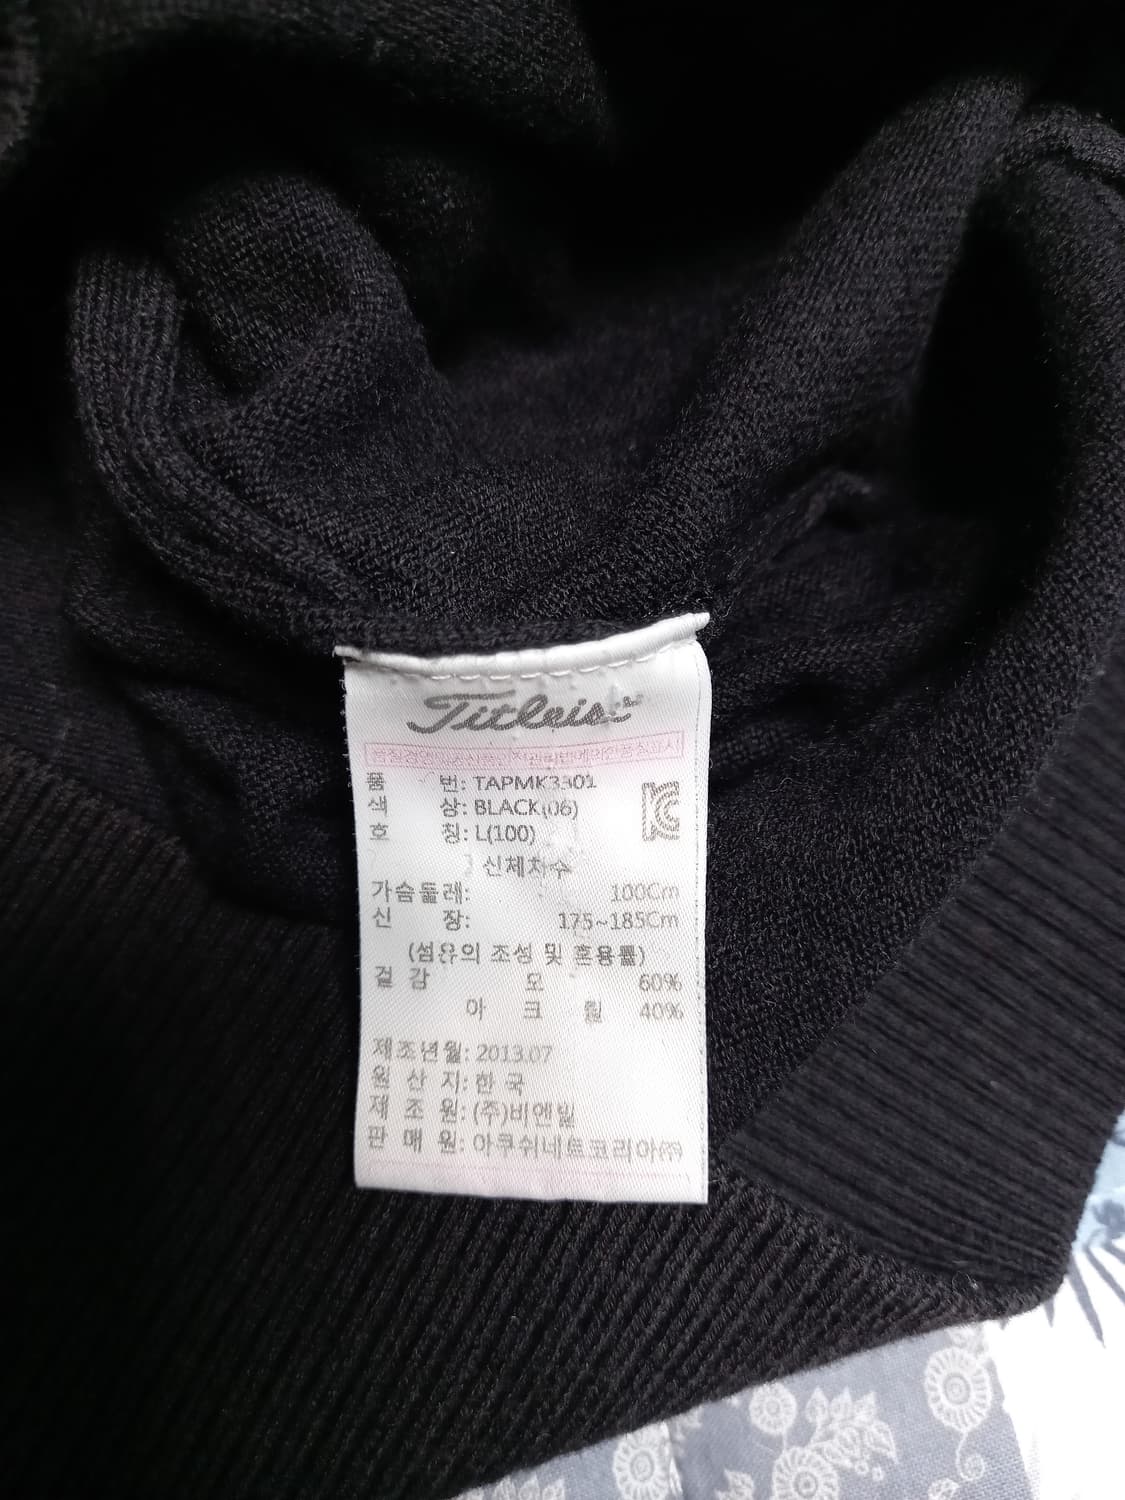 Titleist
품 번: TAPMK3301
색 상: BLACK(06)
호 칭: L(100)
신체치수
가슴둘레: 100Cm
신 장: 175~185Cm
(섬유의 조성 및 혼용률)
겉 감 모 60%
아 크 릴 40%
제조년월: 2013.07
원 산 지: 한 국
제 조 원: (주)비엔빌
판 매 원: 아쿠쉬네트코리아(주)